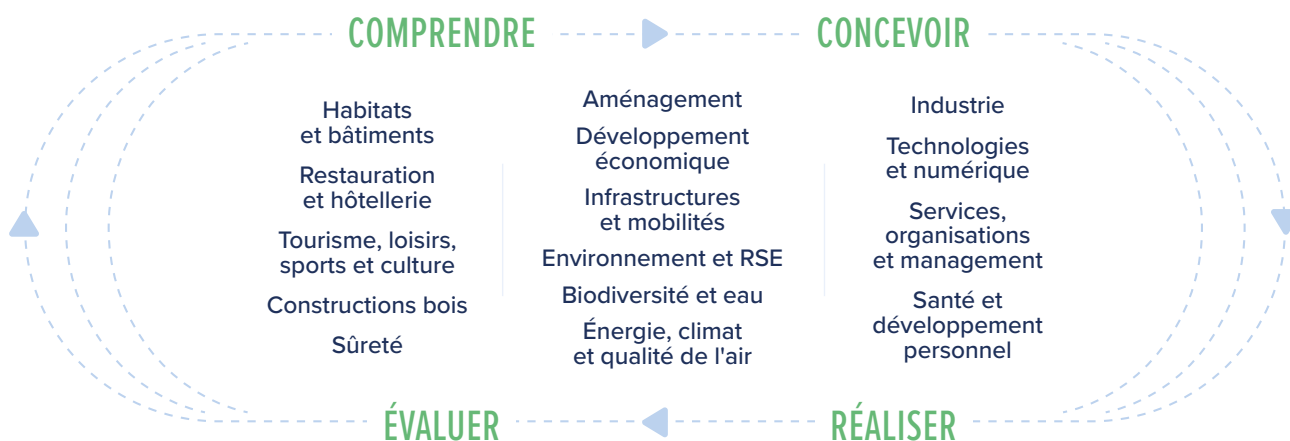 COMPRENDRE
CONCEVOIR
Habitats
et bâtiments
Restauration
et hôtellerie
Tourisme, loisirs,
sports et culture
Constructions bois
Sûreté
Aménagement
Développement
économique
Infrastructures
et mobilités
Environnement et RSE
Biodiversité et eau
Énergie, climat
et qualité de l'air
Industrie
Technologies
et numérique
Services,
organisations
et management
Santé et
développement
personnel
ÉVALUER
RÉALISER